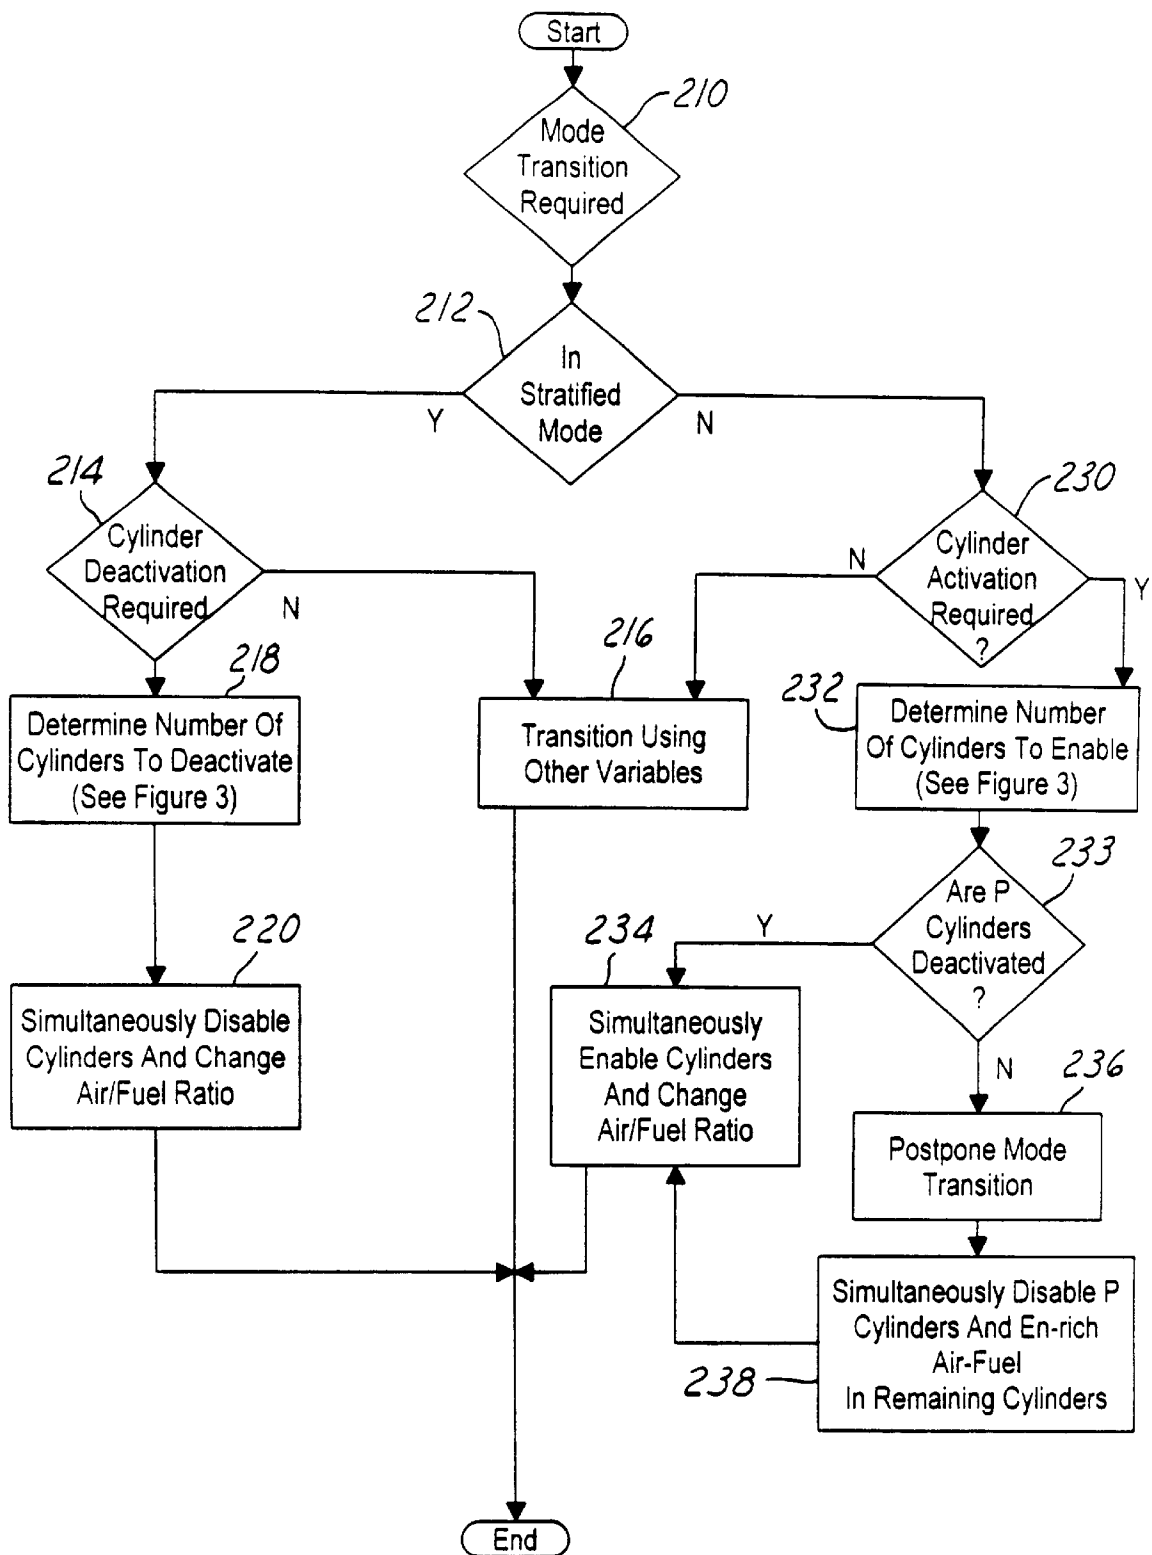 Start
210
Mode
Transition
Required
212
In
Stratified
Mode
Y
N
214
Cylinder
Deactivation
Required
N
230
Cylinder
Activation
Required
?
N
Y
218
Determine Number Of
Cylinders To Deactivate
(See Figure 3)
216
Transition Using
Other Variables
232
Determine Number
Of Cylinders To Enable
(See Figure 3)
233
Are P
Cylinders
Deactivated
?
Y
N
220
Simultaneously Disable
Cylinders And Change
Air/Fuel Ratio
234
Simultaneously
Enable Cylinders
And Change
Air/Fuel Ratio
236
Postpone Mode
Transition
Simultaneously Disable P
Cylinders And En-rich
Air-Fuel
In Remaining Cylinders
238
End